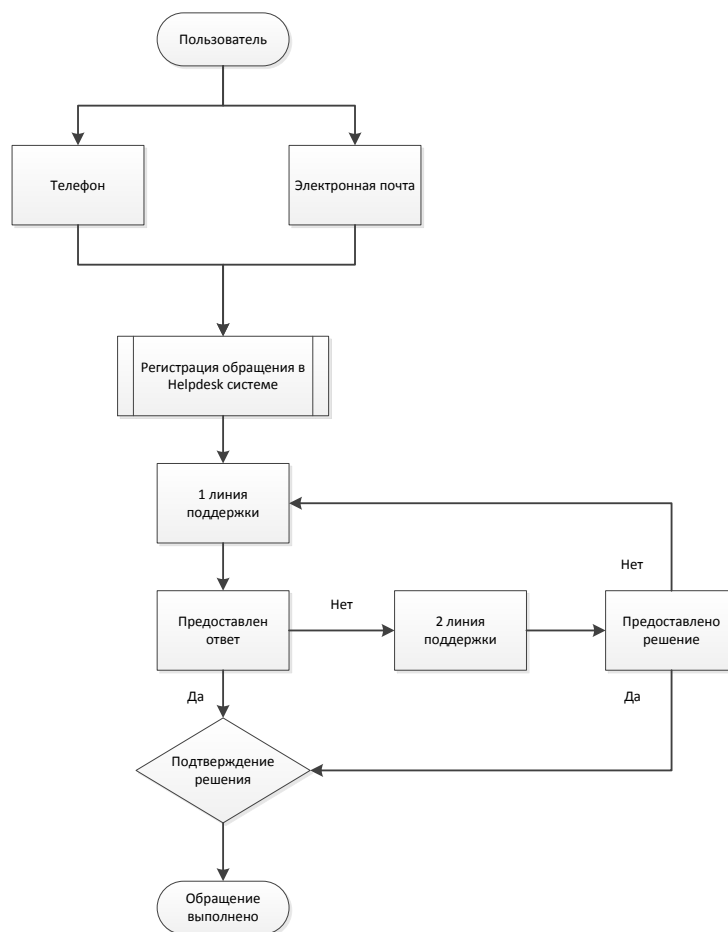 Пользователь
Телефон
Электронная почта
Регистрация обращения в
Helpdesk системе
1 линия
поддержки
Нет
Предоставлен
ответ
Нет
2 линия
поддержки
Предоставлено
решение
Да
Да
Подтверждение
решения
Обращение
выполнено